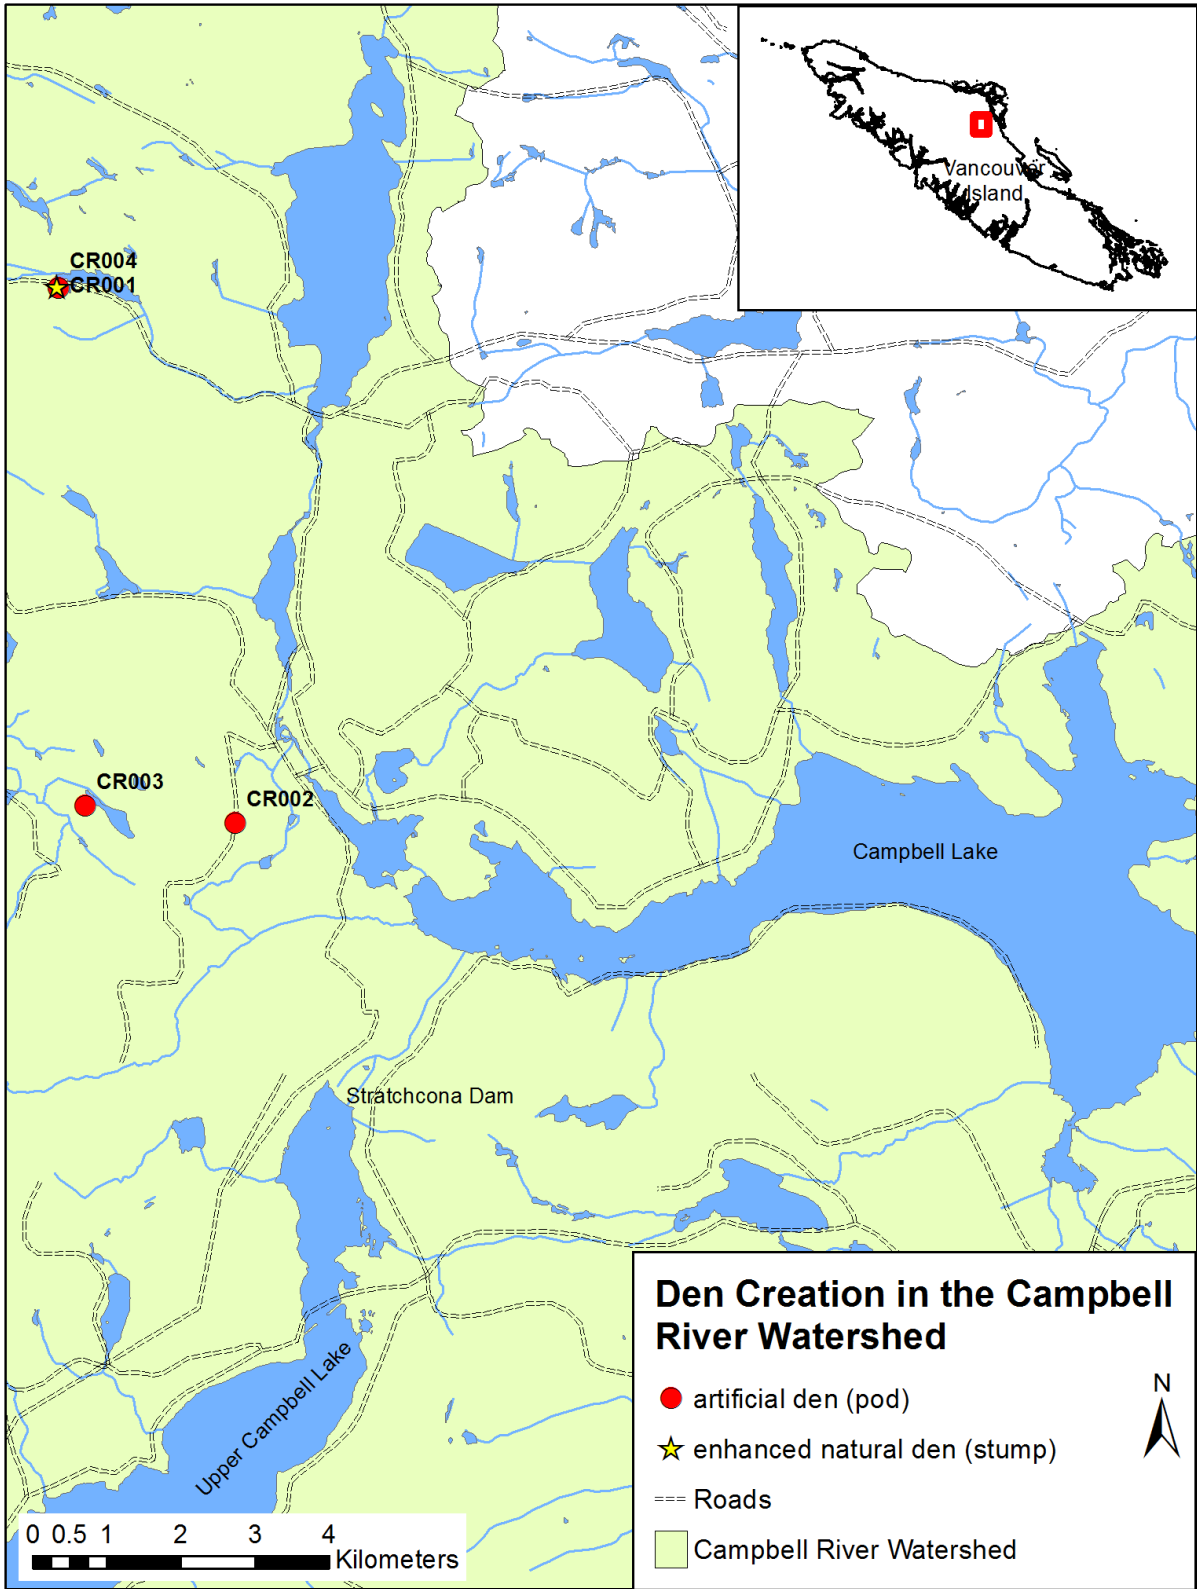 Vancouver
Island
CR004
CR001
CR003
CR002
Campbell Lake
Stratchcona Dam
Upper Campbell Lake
Den Creation in the Campbell
River Watershed
N
artificial den (pod)
enhanced natural den (stump)
Roads
Campbell River Watershed
0 0.5 1 2 3 4
Kilometers